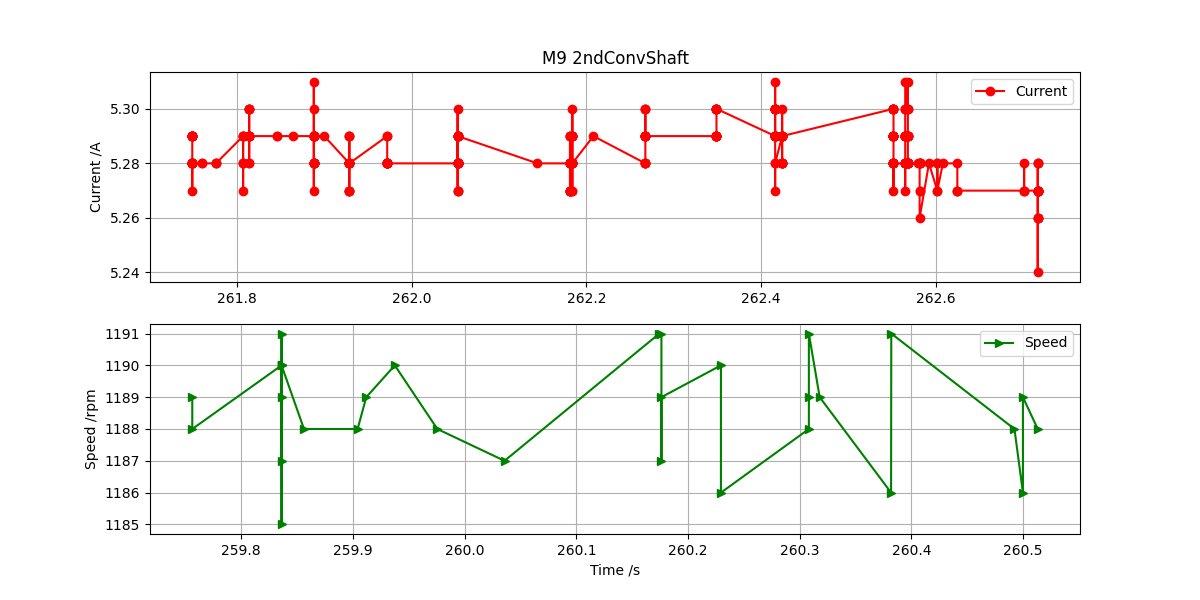 M9 2ndConvShaft
Current /A
5.30
5.28
5.26
5.24
Current
261.8 262.0 262.2 262.4 262.6
Speed /rpm
1191
1190
1189
1188
1187
1186
1185
Speed
259.8 259.9 260.0 260.1 260.2 260.3 260.4 260.5
Time /s